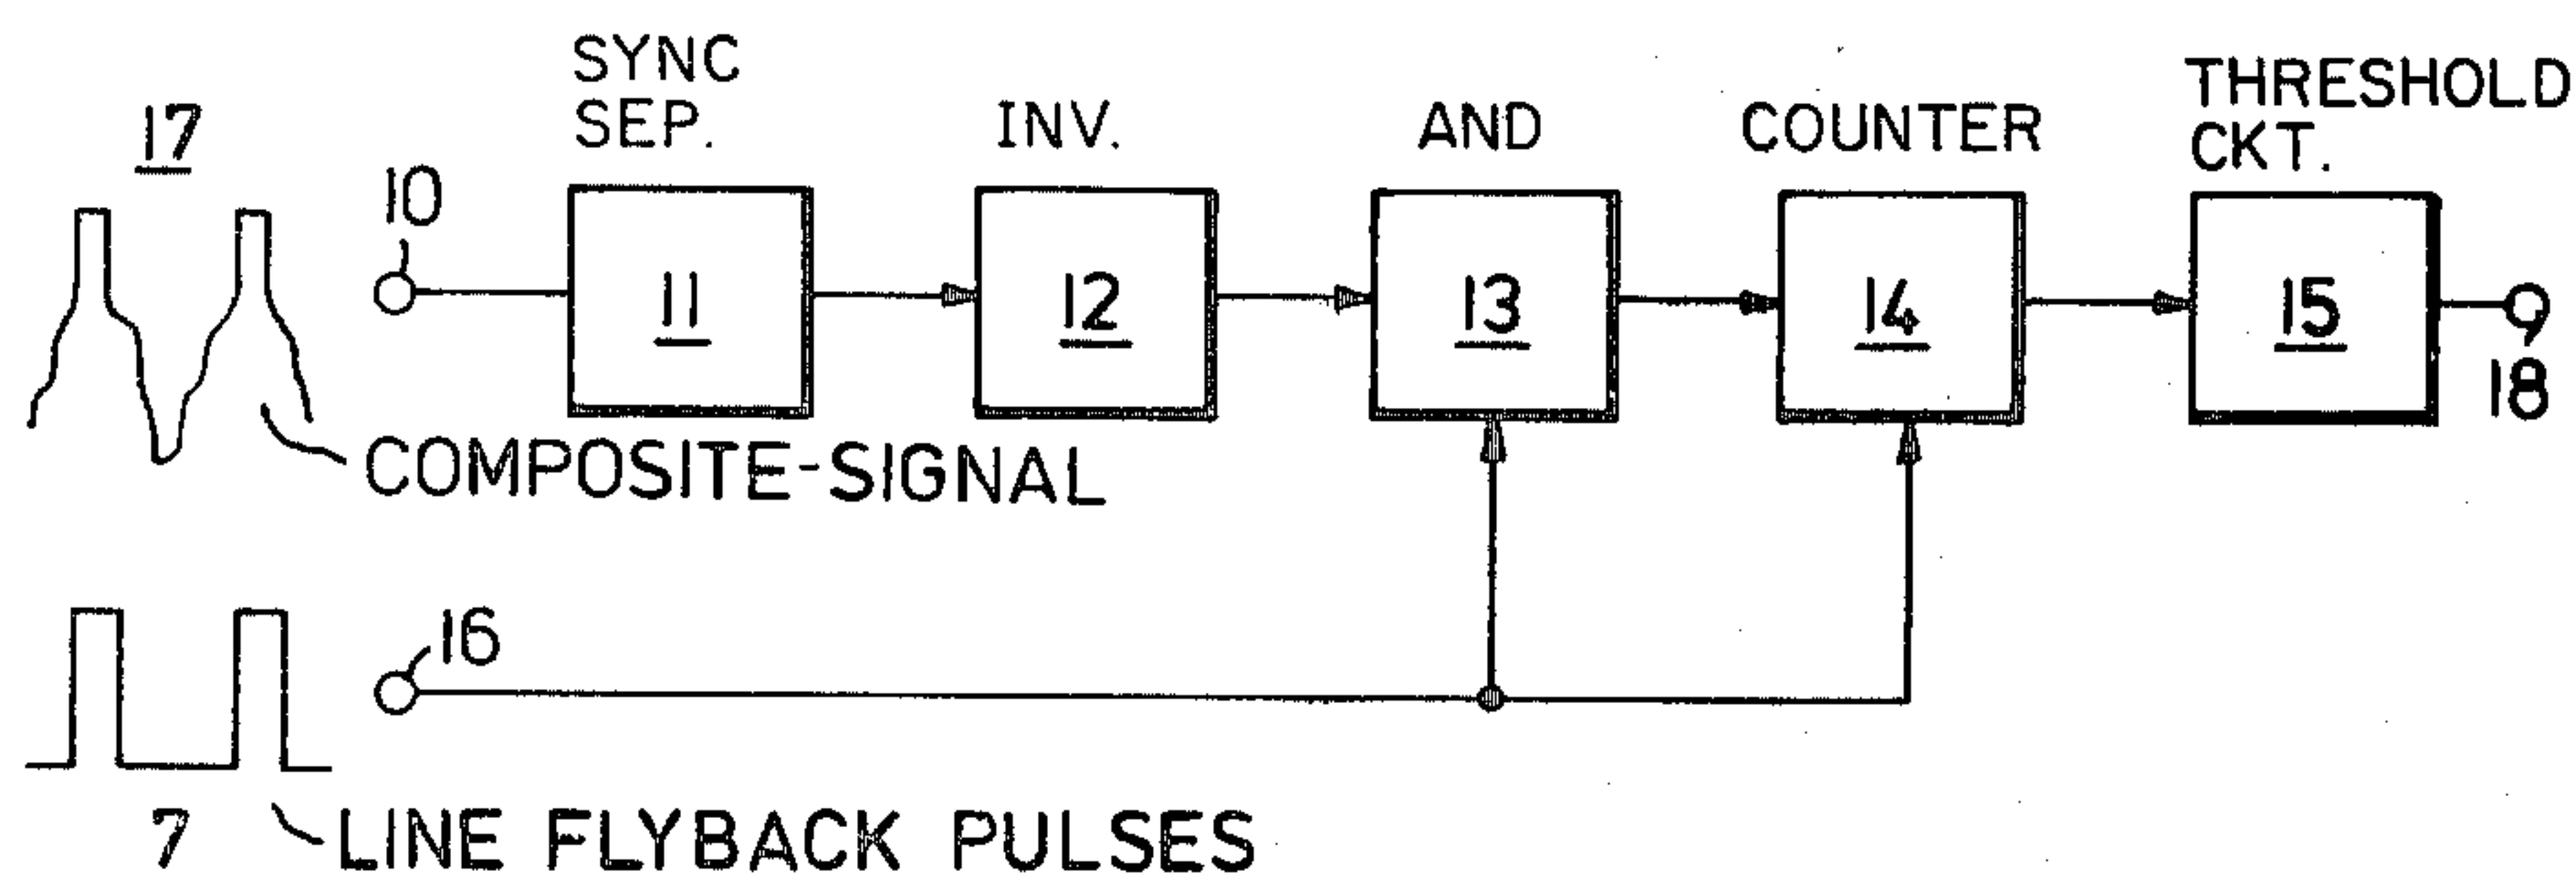 SYNC
SEP.
INV.
AND
COUNTER
THRESHOLD
CKT.
17
10
11
12
13
14
15
18
COMPOSITE-SIGNAL
16
7
LINE FLYBACK PULSES